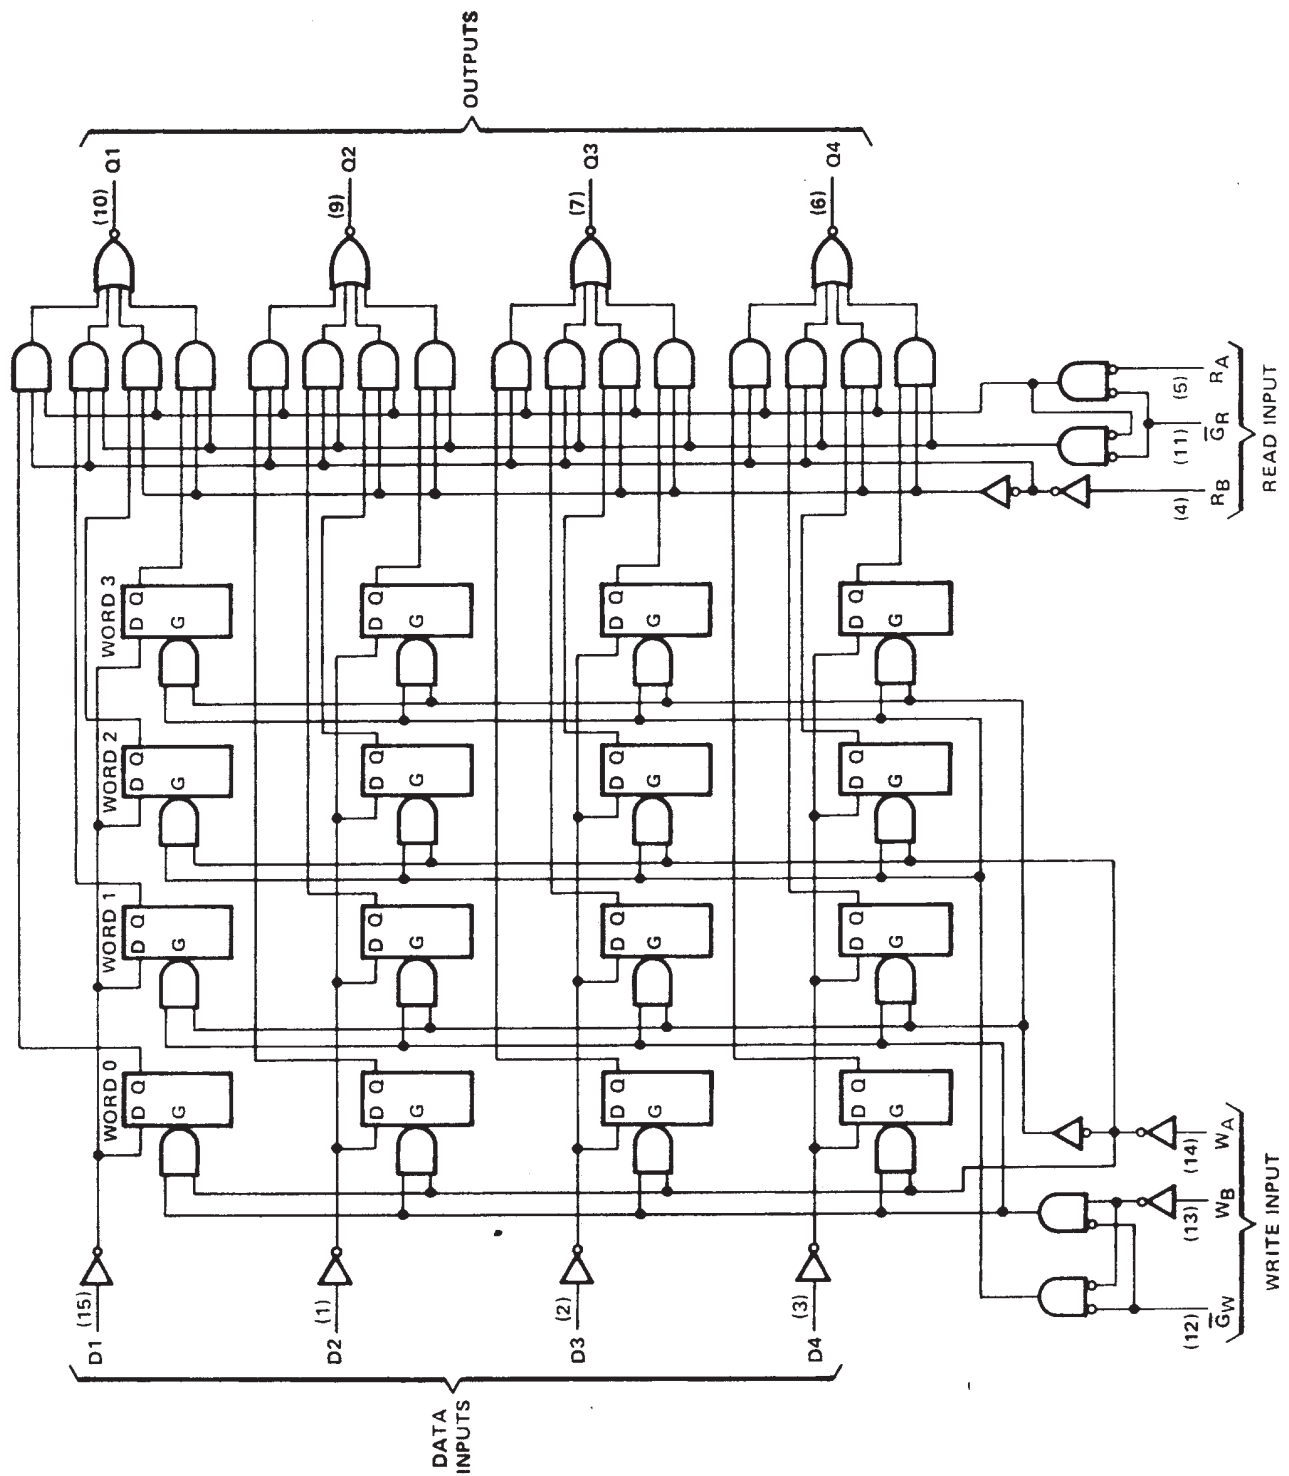 OUTPUTS
(10) Q1
(9) Q2
(7) Q3
(6) Q4
WORD 0
WORD 1
WORD 2
WORD 3
D Q
G
D Q
G
D Q
G
D Q
G
D Q
G
D Q
G
D Q
G
D Q
G
D Q
G
D Q
G
D Q
G
D Q
G
D Q
G
D Q
G
D Q
G
D Q
G
D1 (15)
D2 (1)
D3 (2)
D4 (3)
DATA
INPUTS
(12) G̅W
(13) WB
(14) WA
WRITE INPUT
(4) RB
(11) G̅R
(5) RA
READ INPUT